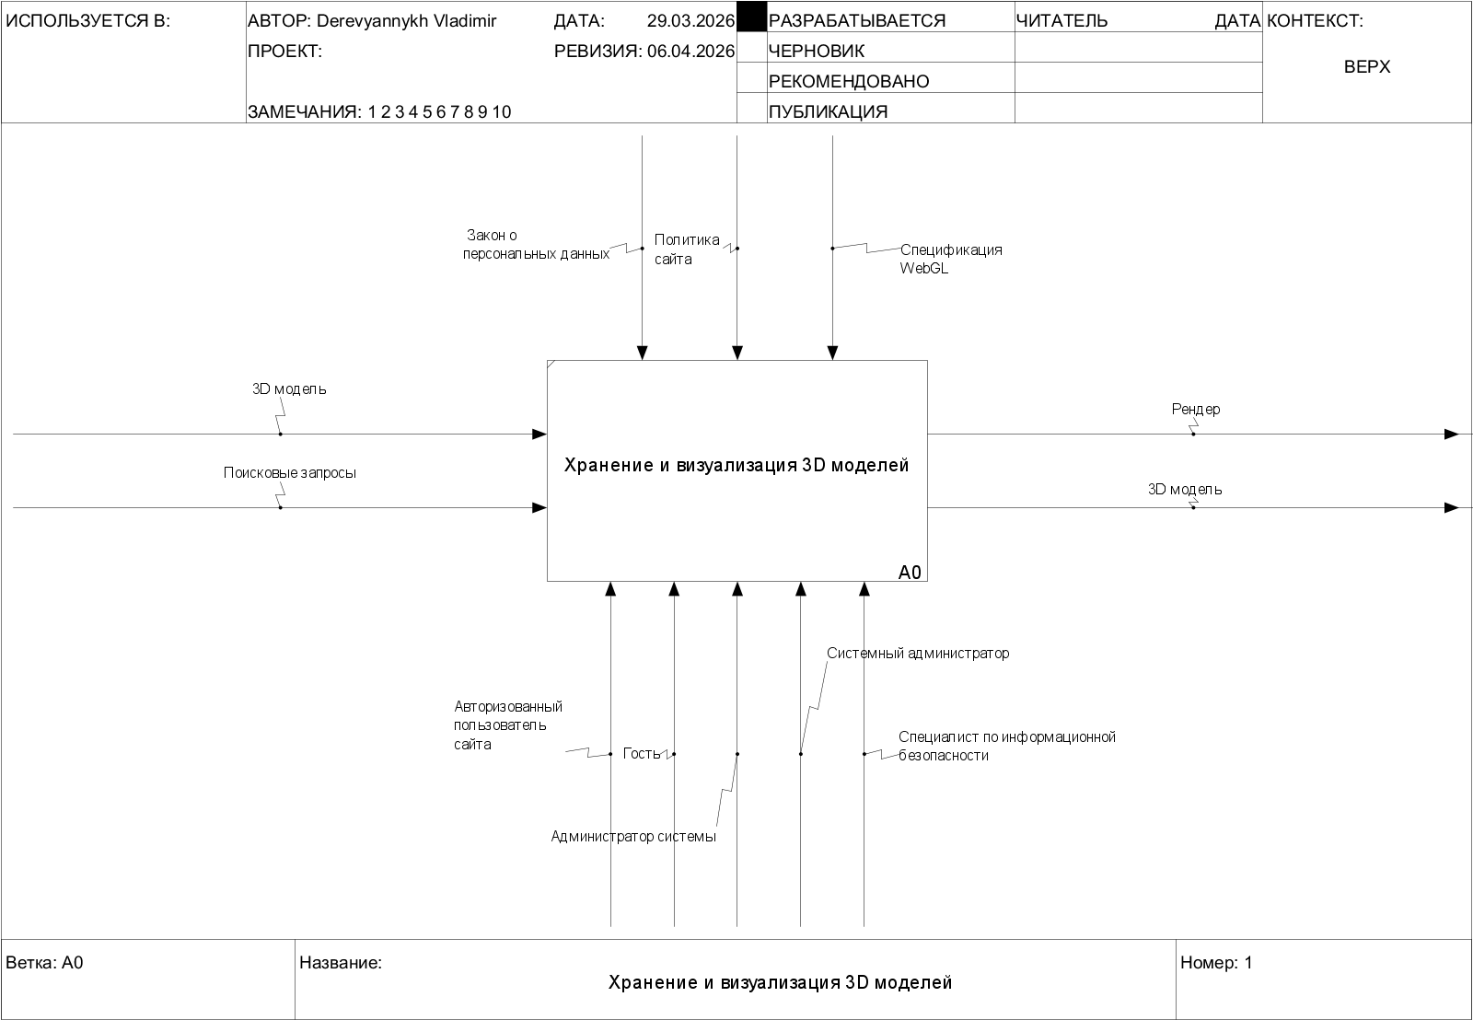 ИСПОЛЬЗУЕТСЯ В:
АВТОР: Derevyannykh Vladimir
ДАТА: 29.03.2026
РАЗРАБАТЫВАЕТСЯ
ЧИТАТЕЛЬ
ДАТА
КОНТЕКСТ:
ПРОЕКТ:
РЕВИЗИЯ: 06.04.2026
ЧЕРНОВИК
ВЕРХ
РЕКОМЕНДОВАНО
ЗАМЕЧАНИЯ: 1 2 3 4 5 6 7 8 9 10
ПУБЛИКАЦИЯ
Закон о
персональных данных
Политика
сайта
Спецификация
WebGL
3D модель
Рендер
Поисковые запросы
Хранение и визуализация 3D моделей
3D модель
A0
Системный администратор
Авторизованный
пользователь
сайта
Гость
Специалист по информационной
безопасности
Администратор системы
Ветка: A0
Название:
Хранение и визуализация 3D моделей
Номер: 1